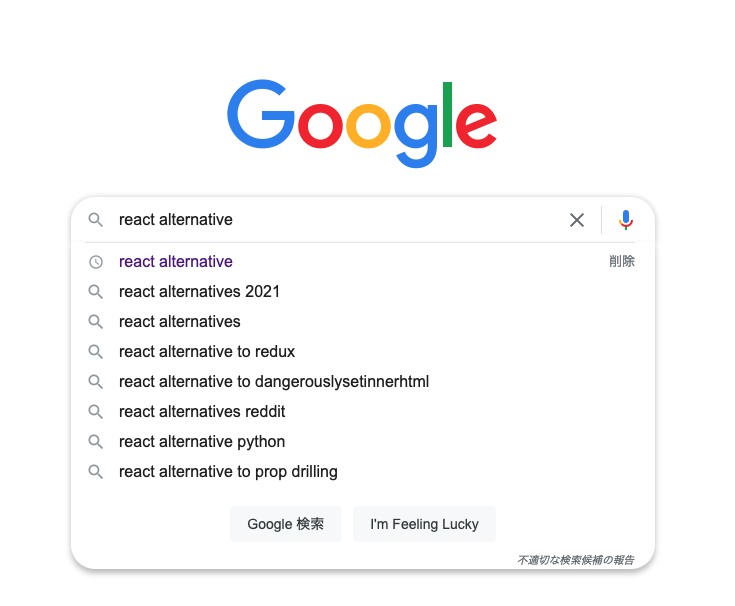 Google
react alternative
react alternative 削除
react alternatives 2021
react alternatives
react alternative to redux
react alternative to dangerouslysetinnerhtml
react alternatives reddit
react alternative python
react alternative to prop drilling
Google 検索 I'm Feeling Lucky
不適切な検索候補の報告